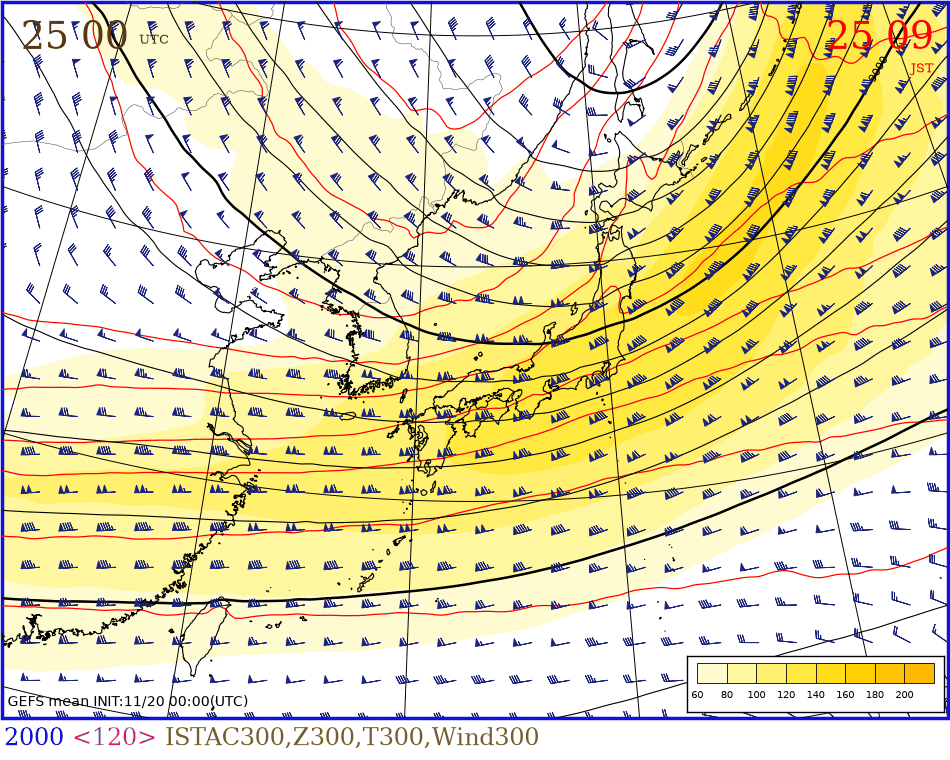 25 00 UTC 25 09
JST
9000
60 80 100 120 140 160 180 200
GEFS mean INIT:11/20 00:00(UTC)
2000 <120> ISTAC300,Z300,T300,Wind300